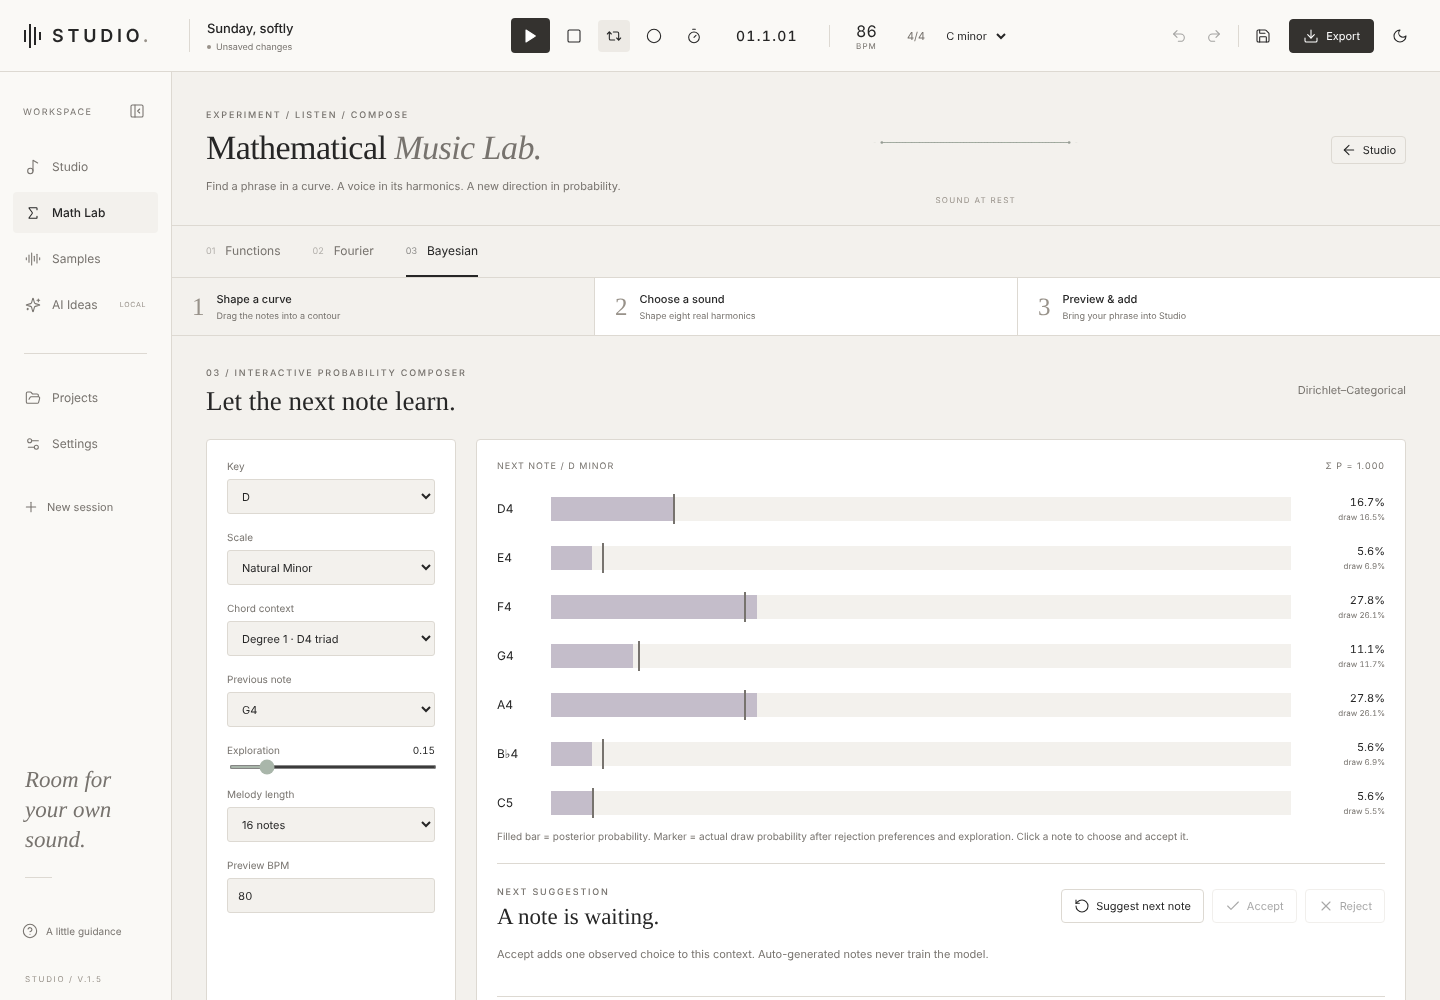 STUDIO.
Sunday, softly
Unsaved changes
01.1.01
86
BPM
4/4
C minor
Export
WORKSPACE
Studio
Math Lab
Samples
AI Ideas LOCAL
Projects
Settings
New session
Room for
your own
sound.
A little guidance
STUDIO / V.1.5
EXPERIMENT / LISTEN / COMPOSE
Mathematical Music Lab.
Find a phrase in a curve. A voice in its harmonics. A new direction in probability.
SOUND AT REST
Studio
01 Functions
02 Fourier
03 Bayesian
1 Shape a curve
Drag the notes into a contour
2 Choose a sound
Shape eight real harmonics
3 Preview & add
Bring your phrase into Studio
03 / INTERACTIVE PROBABILITY COMPOSER
Let the next note learn.
Dirichlet–Categorical
Key
D
Scale
Natural Minor
Chord context
Degree 1 · D4 triad
Previous note
G4
Exploration 0.15
Melody length
16 notes
Preview BPM
80
NEXT NOTE / D MINOR
Σ P = 1.000
D4 16.7%
draw 16.5%
E4 5.6%
draw 6.9%
F4 27.8%
draw 26.1%
G4 11.1%
draw 11.7%
A4 27.8%
draw 26.1%
B♭4 5.6%
draw 6.9%
C5 5.6%
draw 5.5%
Filled bar = posterior probability. Marker = actual draw probability after rejection preferences and exploration. Click a note to choose and accept it.
NEXT SUGGESTION
A note is waiting.
Suggest next note
Accept
Reject
Accept adds one observed choice to this context. Auto-generated notes never train the model.